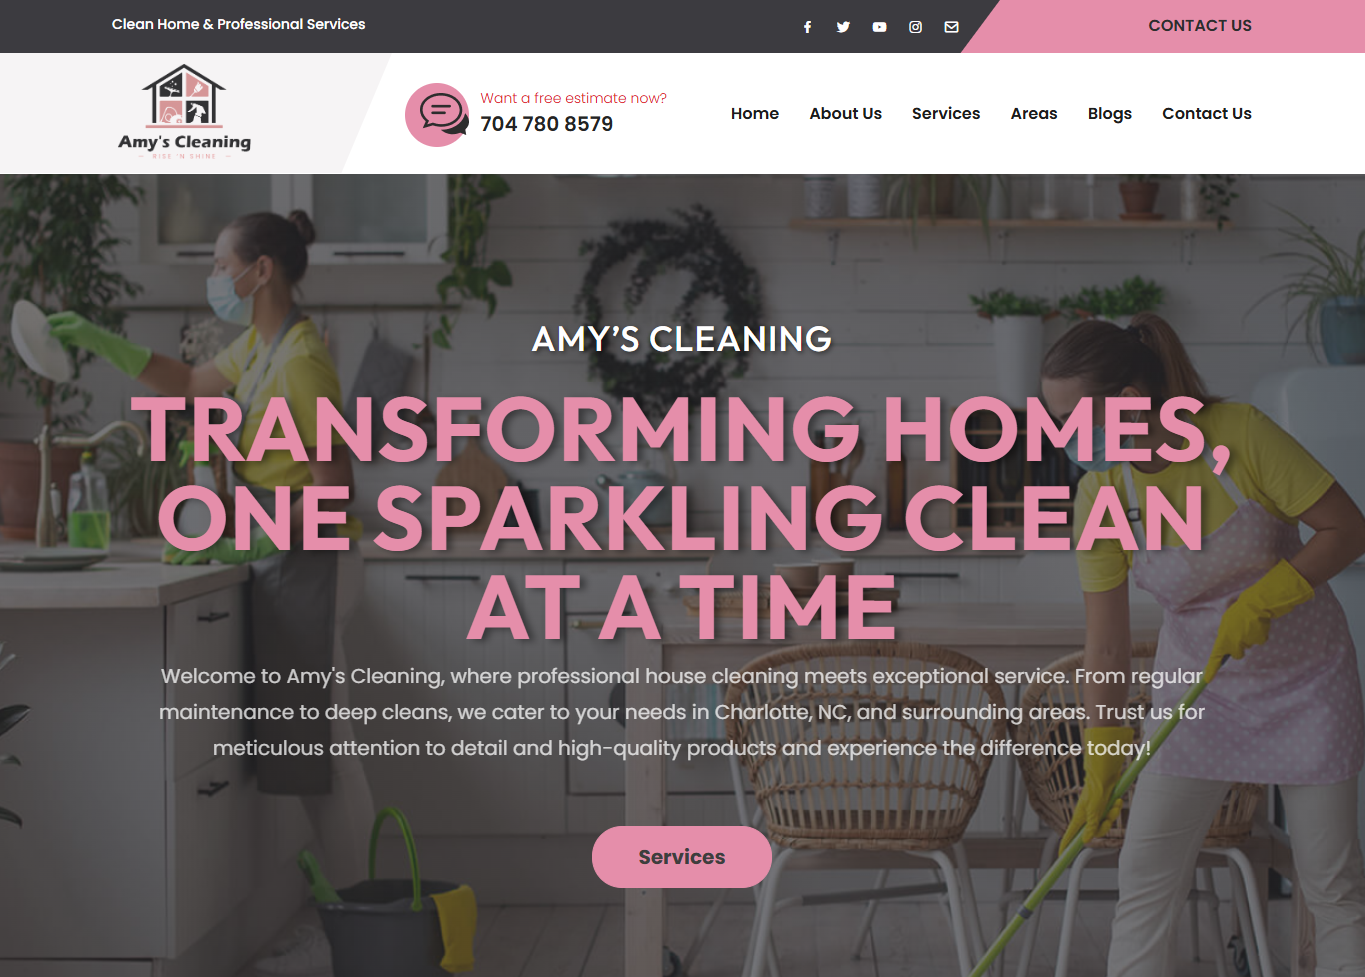 Clean Home & Professional Services
CONTACT US
Amy's Cleaning
RISE 'N SHINE
Want a free estimate now?
704 780 8579
Home
About Us
Services
Areas
Blogs
Contact Us
AMY’S CLEANING
TRANSFORMING HOMES,
ONE SPARKLING CLEAN
AT A TIME
Welcome to Amy's Cleaning, where professional house cleaning meets exceptional service. From regular
maintenance to deep cleans, we cater to your needs in Charlotte, NC, and surrounding areas. Trust us for
meticulous attention to detail and high-quality products and experience the difference today!
Services